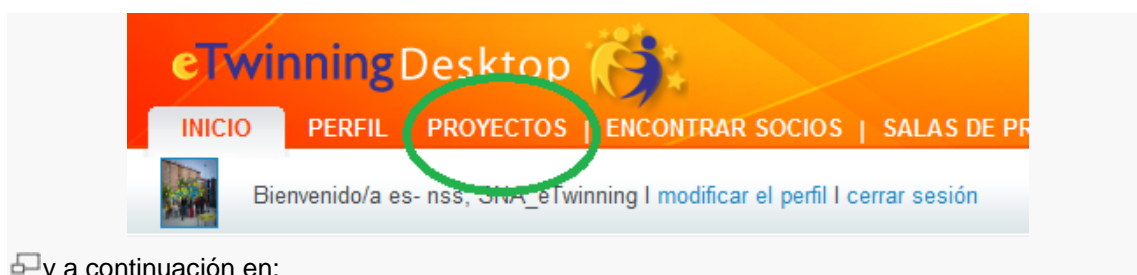 eTwinning Desktop
INICIO PERFIL PROYECTOS | ENCONTRAR SOCIOS | SALAS DE PR
Bienvenido/a es- nss, SNA_eTwinning | modificar el perfil | cerrar sesión
y a continuación en: